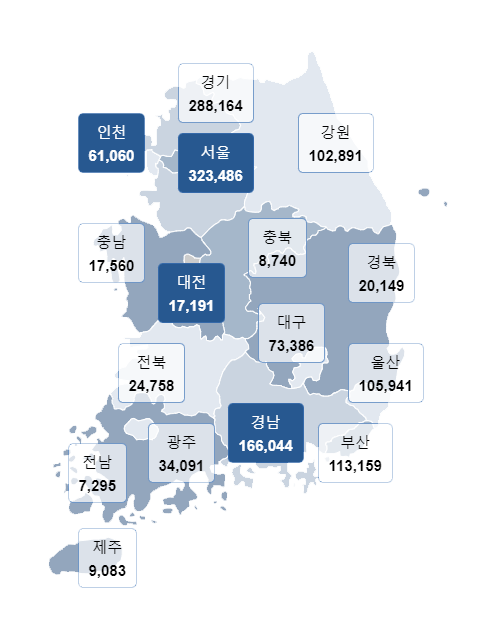 경기
288,164
인천
61,060
서울
323,486
강원
102,891
충남
17,560
충북
8,740
경북
20,149
대전
17,191
대구
73,386
전북
24,758
울산
105,941
경남
166,044
광주
34,091
부산
113,159
전남
7,295
제주
9,083